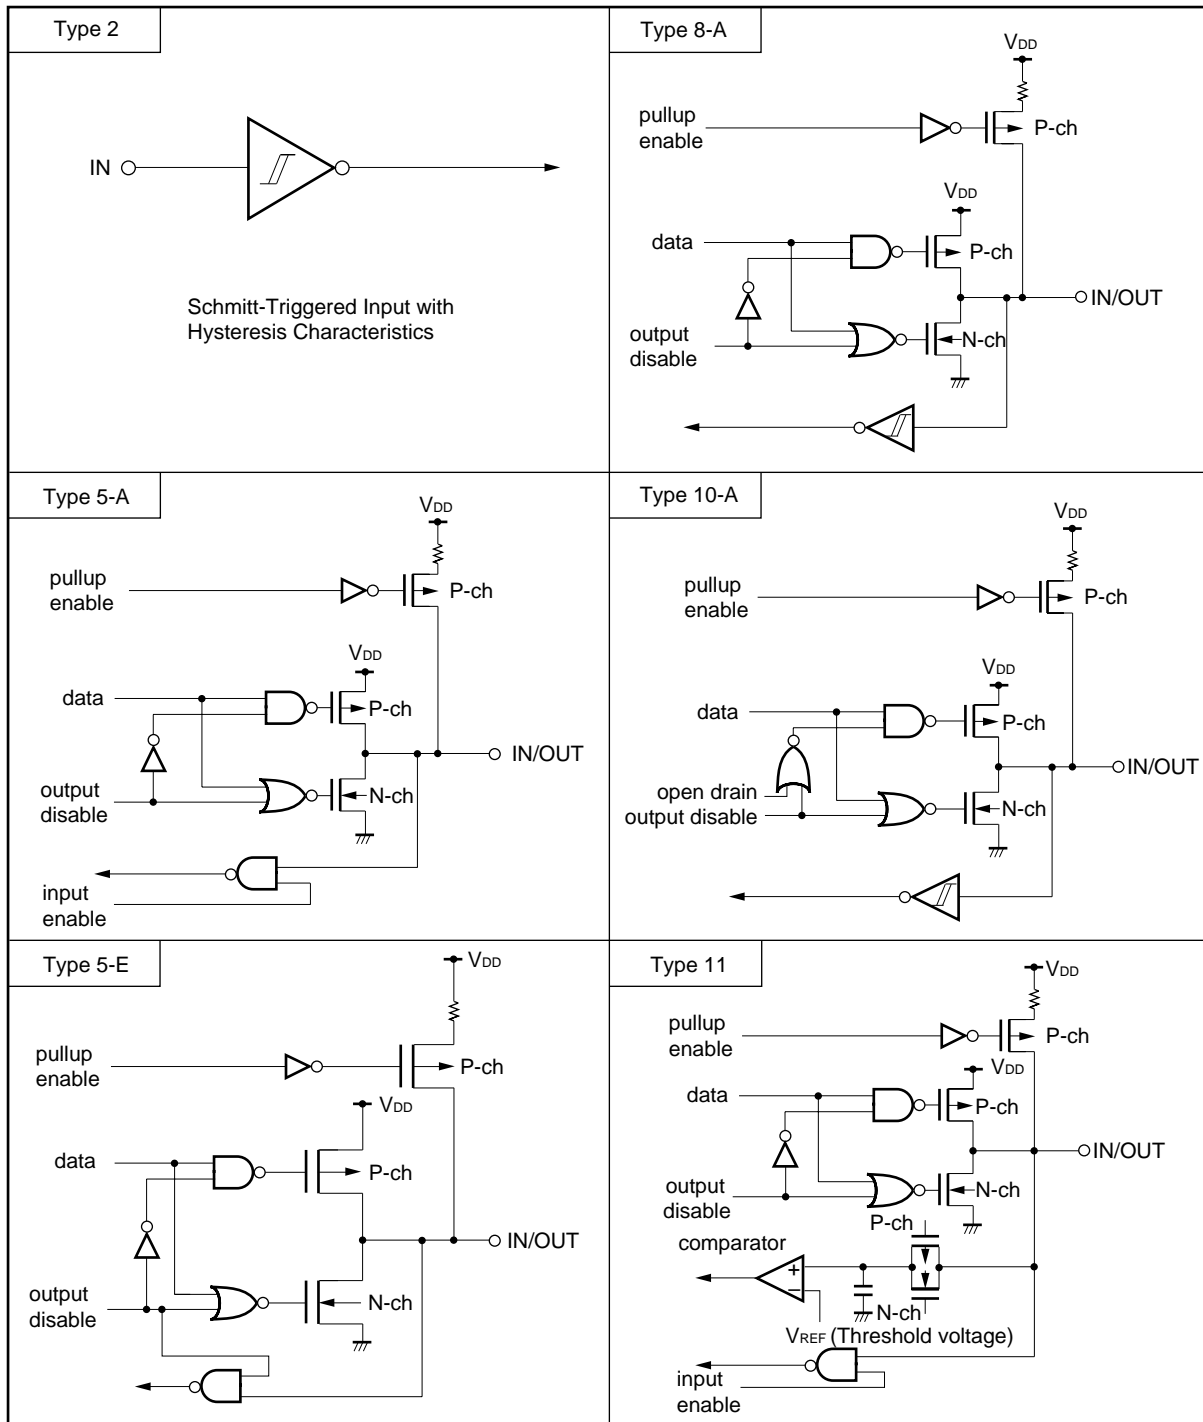 Type 2
IN
Schmitt-Triggered Input with
Hysteresis Characteristics
Type 8-A
VDD
pullup
enable
P-ch
VDD
data
P-ch
IN/OUT
output
disable
N-ch
Type 5-A
VDD
pullup
enable
P-ch
VDD
data
P-ch
IN/OUT
output
disable
N-ch
input
enable
Type 10-A
VDD
pullup
enable
P-ch
VDD
data
P-ch
IN/OUT
open drain
output disable
N-ch
Type 5-E
VDD
pullup
enable
P-ch
VDD
data
P-ch
IN/OUT
output
disable
N-ch
Type 11
VDD
pullup
enable
P-ch
VDD
data
P-ch
IN/OUT
output
disable
N-ch
P-ch
comparator
+
−
N-ch
VREF (Threshold voltage)
input
enable